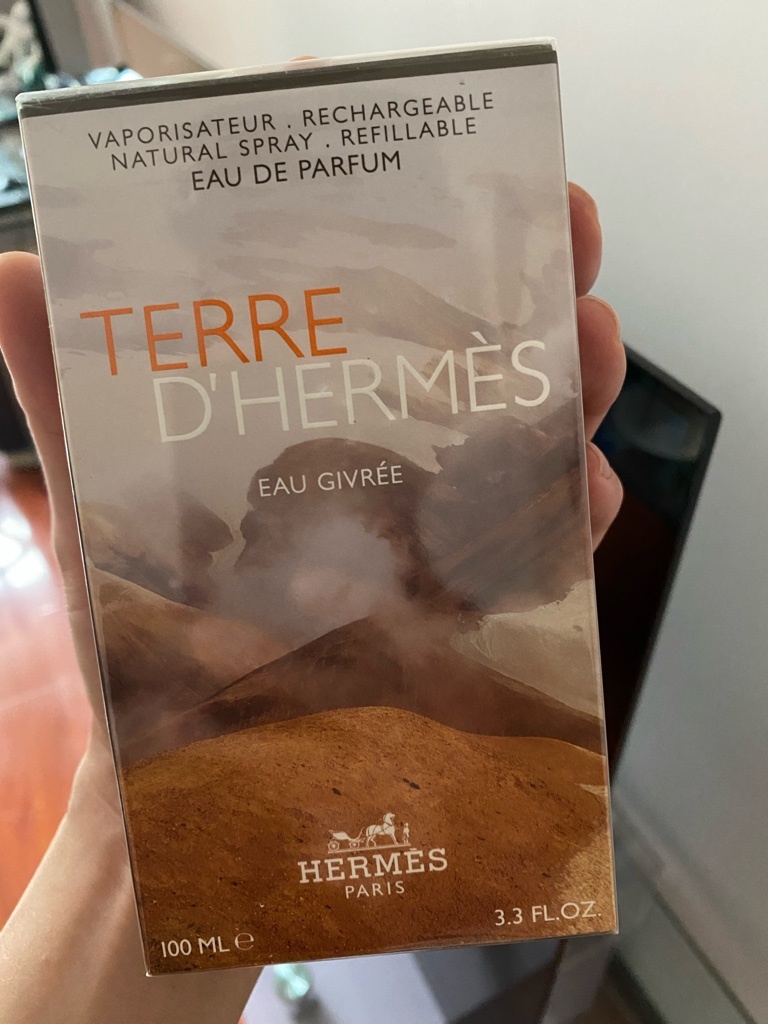 VAPORISATEUR . RECHARGEABLE
NATURAL SPRAY . REFILLABLE
EAU DE PARFUM
TERRE
D'HERMÈS
EAU GIVRÉE
HERMÈS
PARIS
100 ML ℮
3.3 FL.OZ.